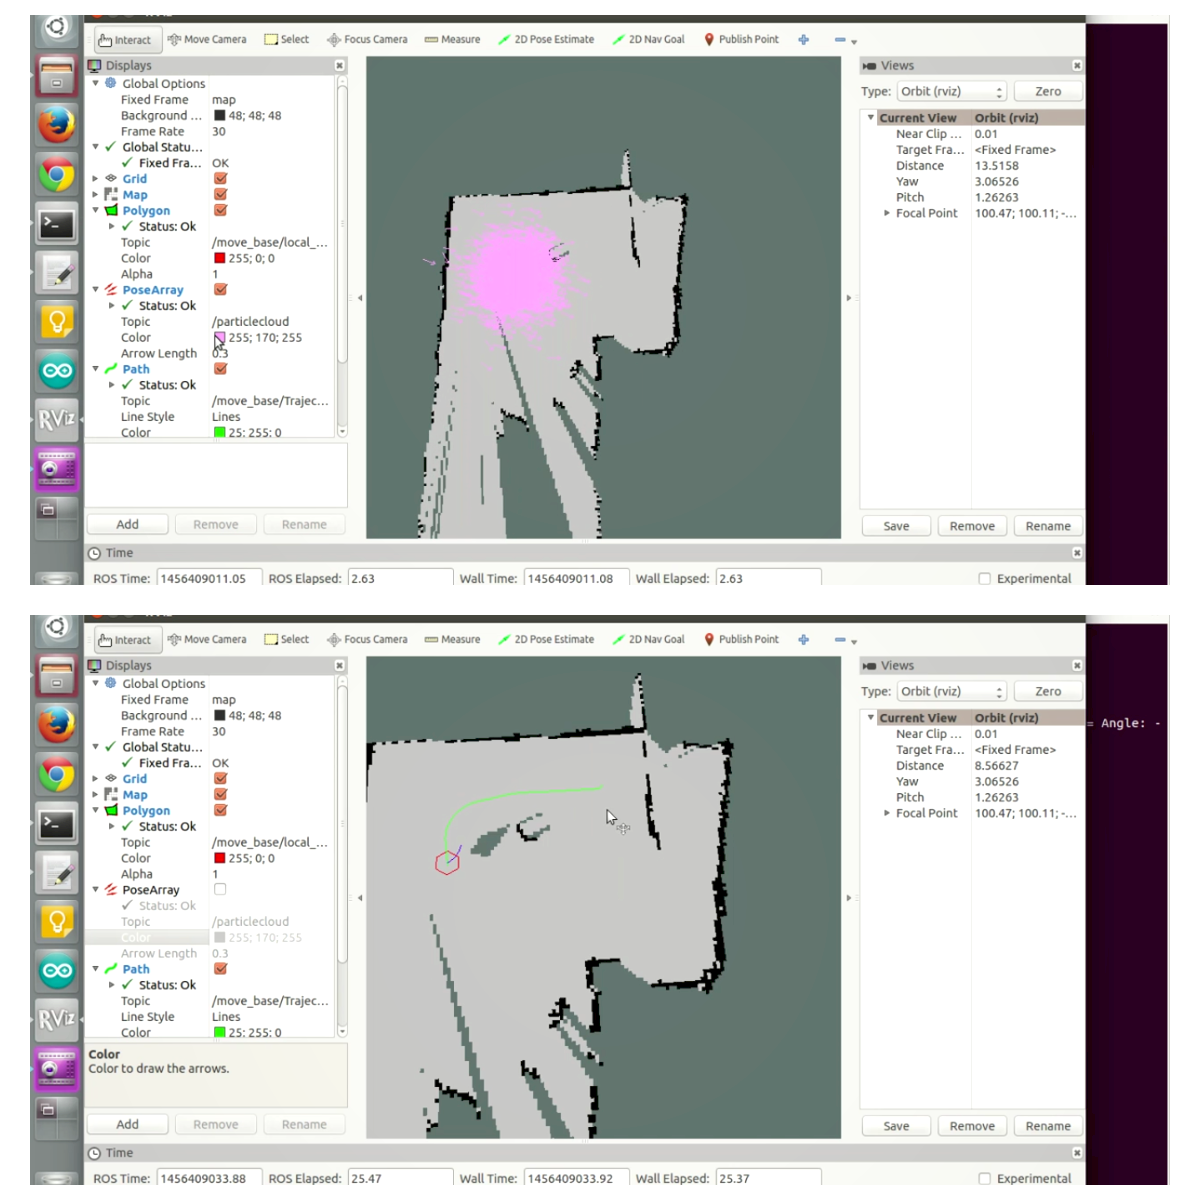 Interact Move Camera Select Focus Camera Measure 2D Pose Estimate 2D Nav Goal Publish Point
Displays
Global Options
Fixed Frame map
Background ... 48; 48; 48
Frame Rate 30
Global Statu...
Fixed Fra... OK
Grid
Map
Polygon
Status: Ok
Topic /move_base/local_...
Color 255; 0; 0
Alpha 1
PoseArray
Status: Ok
Topic /particlecloud
Color 255; 170; 255
Arrow Length 0.3
Path
Status: Ok
Topic /move_base/Trajec...
Line Style Lines
Color 25; 255; 0
Add Remove Rename
Views
Type: Orbit (rviz) Zero
Current View Orbit (rviz)
Near Clip ... 0.01
Target Fra... <Fixed Frame>
Distance 13.5158
Yaw 3.06526
Pitch 1.26263
Focal Point 100.47; 100.11; -...
Save Remove Rename
RViz
Time
ROS Time: 1456409011.05 ROS Elapsed: 2.63 Wall Time: 1456409011.08 Wall Elapsed: 2.63 Experimental
Interact Move Camera Select Focus Camera Measure 2D Pose Estimate 2D Nav Goal Publish Point
Displays
Global Options
Fixed Frame map
Background ... 48; 48; 48
Frame Rate 30
Global Statu...
Fixed Fra... OK
Grid
Map
Polygon
Status: Ok
Topic /move_base/local_...
Color 255; 0; 0
Alpha 1
PoseArray
Status: Ok
Topic /particlecloud
Color 255; 170; 255
Arrow Length 0.3
Path
Status: Ok
Topic /move_base/Trajec...
Line Style Lines
Color 25; 255; 0
Color
Color to draw the arrows.
Add Remove Rename
Views
Type: Orbit (rviz) Zero
Current View Orbit (rviz)
Near Clip ... 0.01
Target Fra... <Fixed Frame>
Distance 8.56627
Yaw 3.06526
Pitch 1.26263
Focal Point 100.47; 100.11; -...
Save Remove Rename
= Angle: -
RViz
Time
ROS Time: 1456409033.88 ROS Elapsed: 25.47 Wall Time: 1456409033.92 Wall Elapsed: 25.37 Experimental